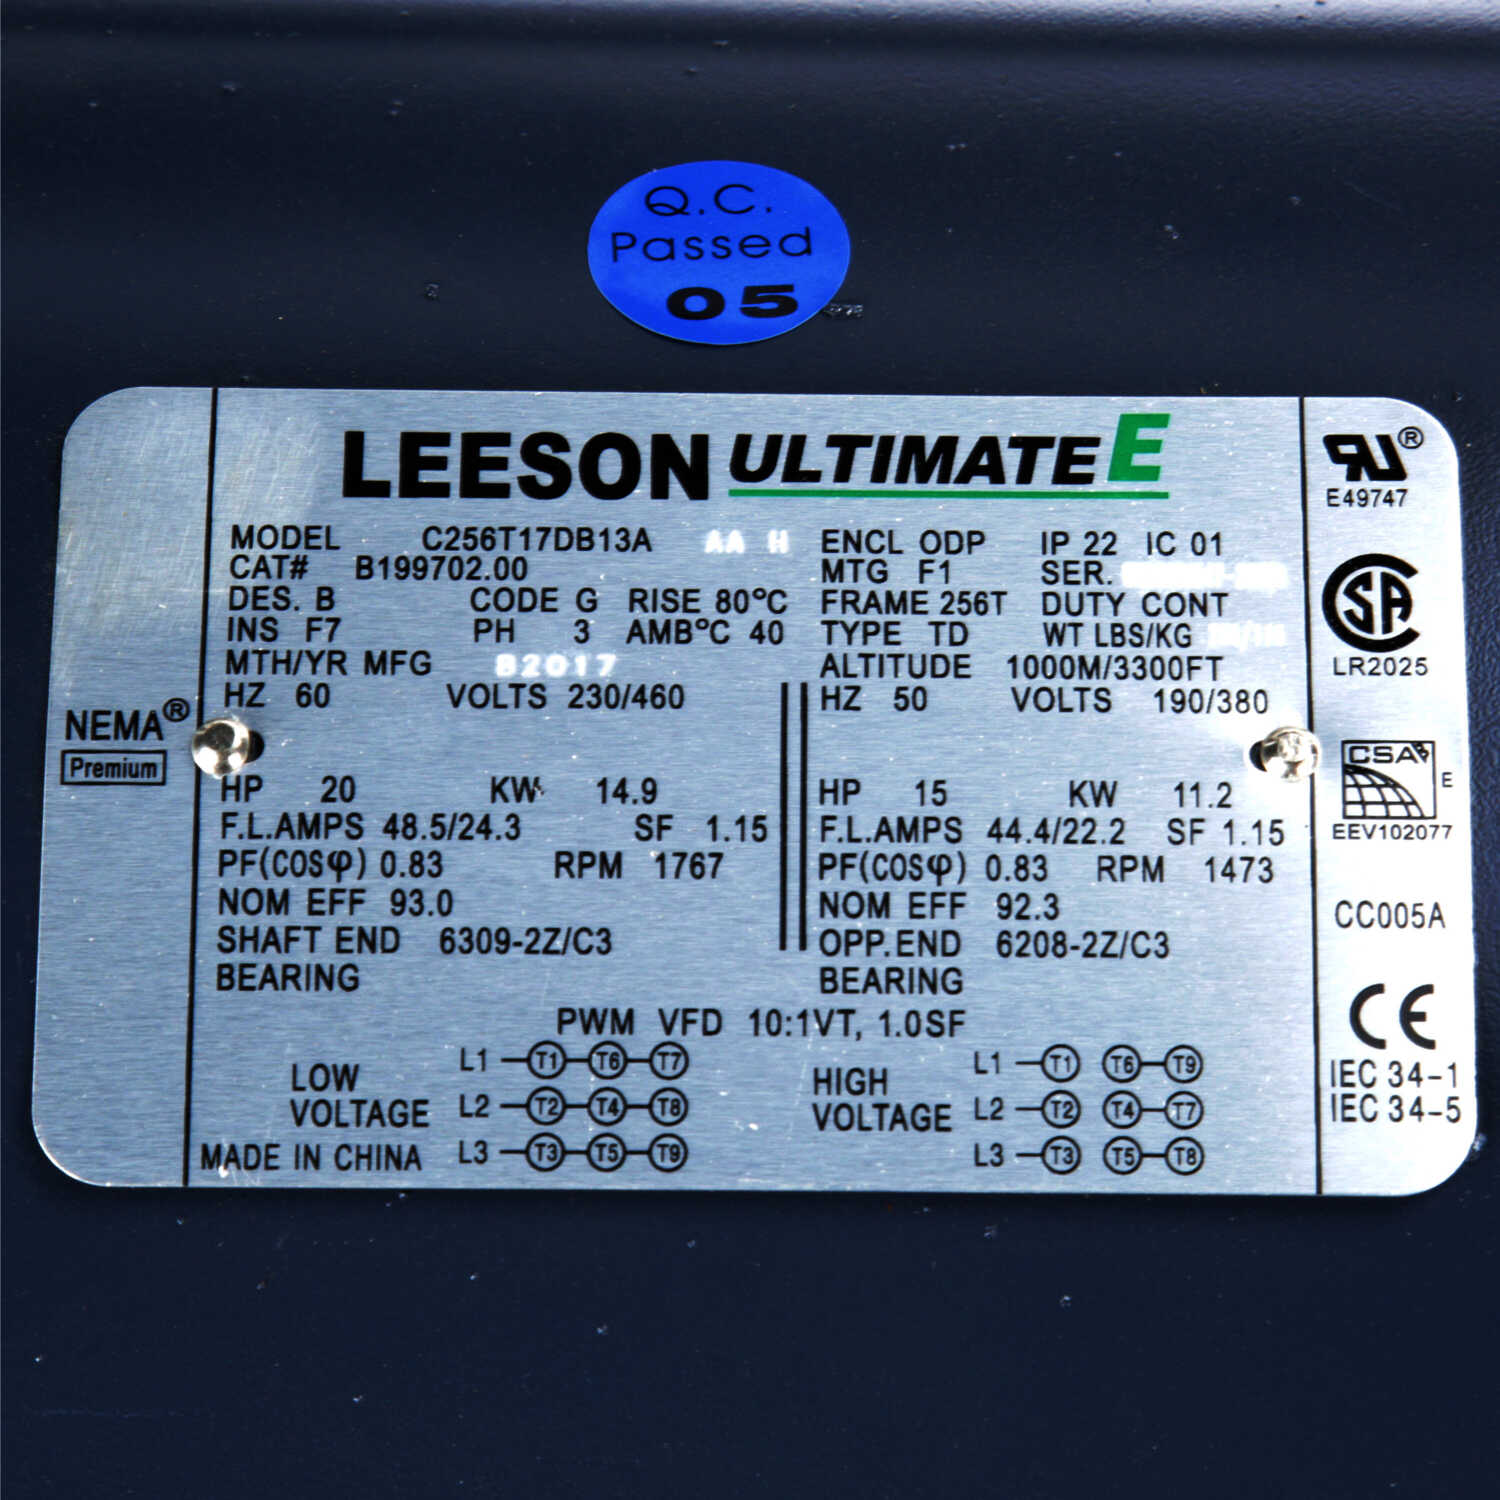 Q.C.
Passed
05
LEESON ULTIMATE E
MODEL C256T17DB13A AA H
CAT# B199702.00
DES. B CODE G RISE 80°C
INS F7 PH 3 AMB°C 40
MTH/YR MFG B2017
HZ 60 VOLTS 230/460
HP 20 KW 14.9
F.L.AMPS 48.5/24.3 SF 1.15
PF(COSφ) 0.83 RPM 1767
NOM EFF 93.0
SHAFT END 6309-2Z/C3
BEARING
ENCL ODP IP 22 IC 01
MTG F1 SER.
FRAME 256T DUTY CONT
TYPE TD WT LBS/KG
ALTITUDE 1000M/3300FT
HZ 50 VOLTS 190/380
HP 15 KW 11.2
F.L.AMPS 44.4/22.2 SF 1.15
PF(COSφ) 0.83 RPM 1473
NOM EFF 92.3
OPP.END 6208-2Z/C3
BEARING
PWM VFD 10:1VT, 1.0SF
LOW
VOLTAGE
L1 T1 T6 T7
L2 T2 T4 T8
L3 T3 T5 T9
HIGH
VOLTAGE
L1 T1 T6 T9
L2 T2 T4 T7
L3 T3 T5 T8
MADE IN CHINA
NEMA®
Premium
RU®
E49747
CSA
LR2025
CSA
E
EEV102077
CC005A
CE
IEC 34-1
IEC 34-5